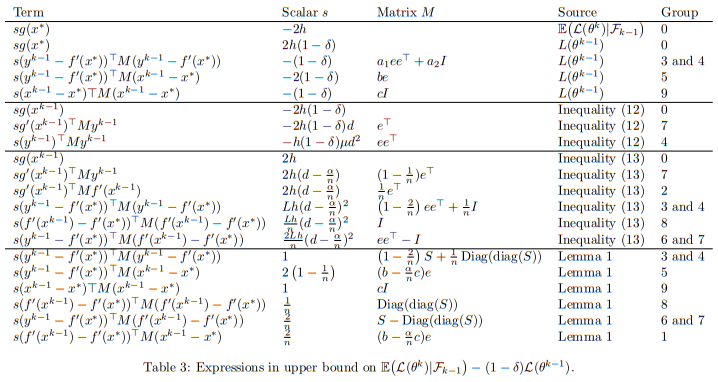 Term Scalar s Matrix M Source Group
sg(x*) −2h 𝔼(ℒ(θ^k)|ℱ_{k−1}) 0
sg(x*) 2h(1 − δ) L(θ^{k−1}) 0
s(y^{k−1} − f′(x*))^⊤M(y^{k−1} − f′(x*)) −(1 − δ) a₁ee^⊤ + a₂I L(θ^{k−1}) 3 and 4
s(y^{k−1} − f′(x*))^⊤M(x^{k−1} − x*) −2(1 − δ) be L(θ^{k−1}) 5
s(x^{k−1} − x*)⊤M(x^{k−1} − x*) −(1 − δ) cI L(θ^{k−1}) 9
sg(x^{k−1}) −2h(1 − δ) Inequality (12) 0
sg′(x^{k−1})^⊤My^{k−1} −2h(1 − δ)d e^⊤ Inequality (12) 7
s(y^{k−1})^⊤My^{k−1} −h(1 − δ)μd² ee^⊤ Inequality (12) 4
sg(x^{k−1}) 2h Inequality (13) 0
sg′(x^{k−1})^⊤My^{k−1} 2h(d − α/n) (1 − 1/n)e^⊤ Inequality (13) 7
sg′(x^{k−1})^⊤Mf′(x^{k−1}) 2h(d − α/n) 1/n e^⊤ Inequality (13) 2
s(y^{k−1} − f′(x*))^⊤M(y^{k−1} − f′(x*)) Lh(d − α/n)² (1 − 2/n) ee^⊤ + 1/n I Inequality (13) 3 and 4
s(f′(x^{k−1}) − f′(x*))^⊤M(f′(x^{k−1}) − f′(x*)) Lh/n (d − α/n)² I Inequality (13) 8
s(y^{k−1} − f′(x*))^⊤M(f′(x^{k−1}) − f′(x*)) 2Lh/n (d − α/n)² ee^⊤ − I Inequality (13) 6 and 7
s(y^{k−1} − f′(x*))^⊤M(y^{k−1} − f′(x*)) 1 (1 − 2/n) S + 1/n Diag(diag(S)) Lemma 1 3 and 4
s(y^{k−1} − f′(x*))^⊤M(x^{k−1} − x*) 2 (1 − 1/n) (b − α/n c)e Lemma 1 5
s(x^{k−1} − x*)⊤M(x^{k−1} − x*) 1 cI Lemma 1 9
s(f′(x^{k−1}) − f′(x*))^⊤M(f′(x^{k−1}) − f′(x*)) 1/n Diag(diag(S)) Lemma 1 8
s(y^{k−1} − f′(x*))^⊤M(f′(x^{k−1}) − f′(x*)) 2/n S − Diag(diag(S)) Lemma 1 6 and 7
s(f′(x^{k−1}) − f′(x*))^⊤M(x^{k−1} − x*) 2/n (b − α/n c)e Lemma 1 1
Table 3: Expressions in upper bound on 𝔼(ℒ(θ^k)|ℱ_{k−1}) − (1 − δ)ℒ(θ^{k−1}).